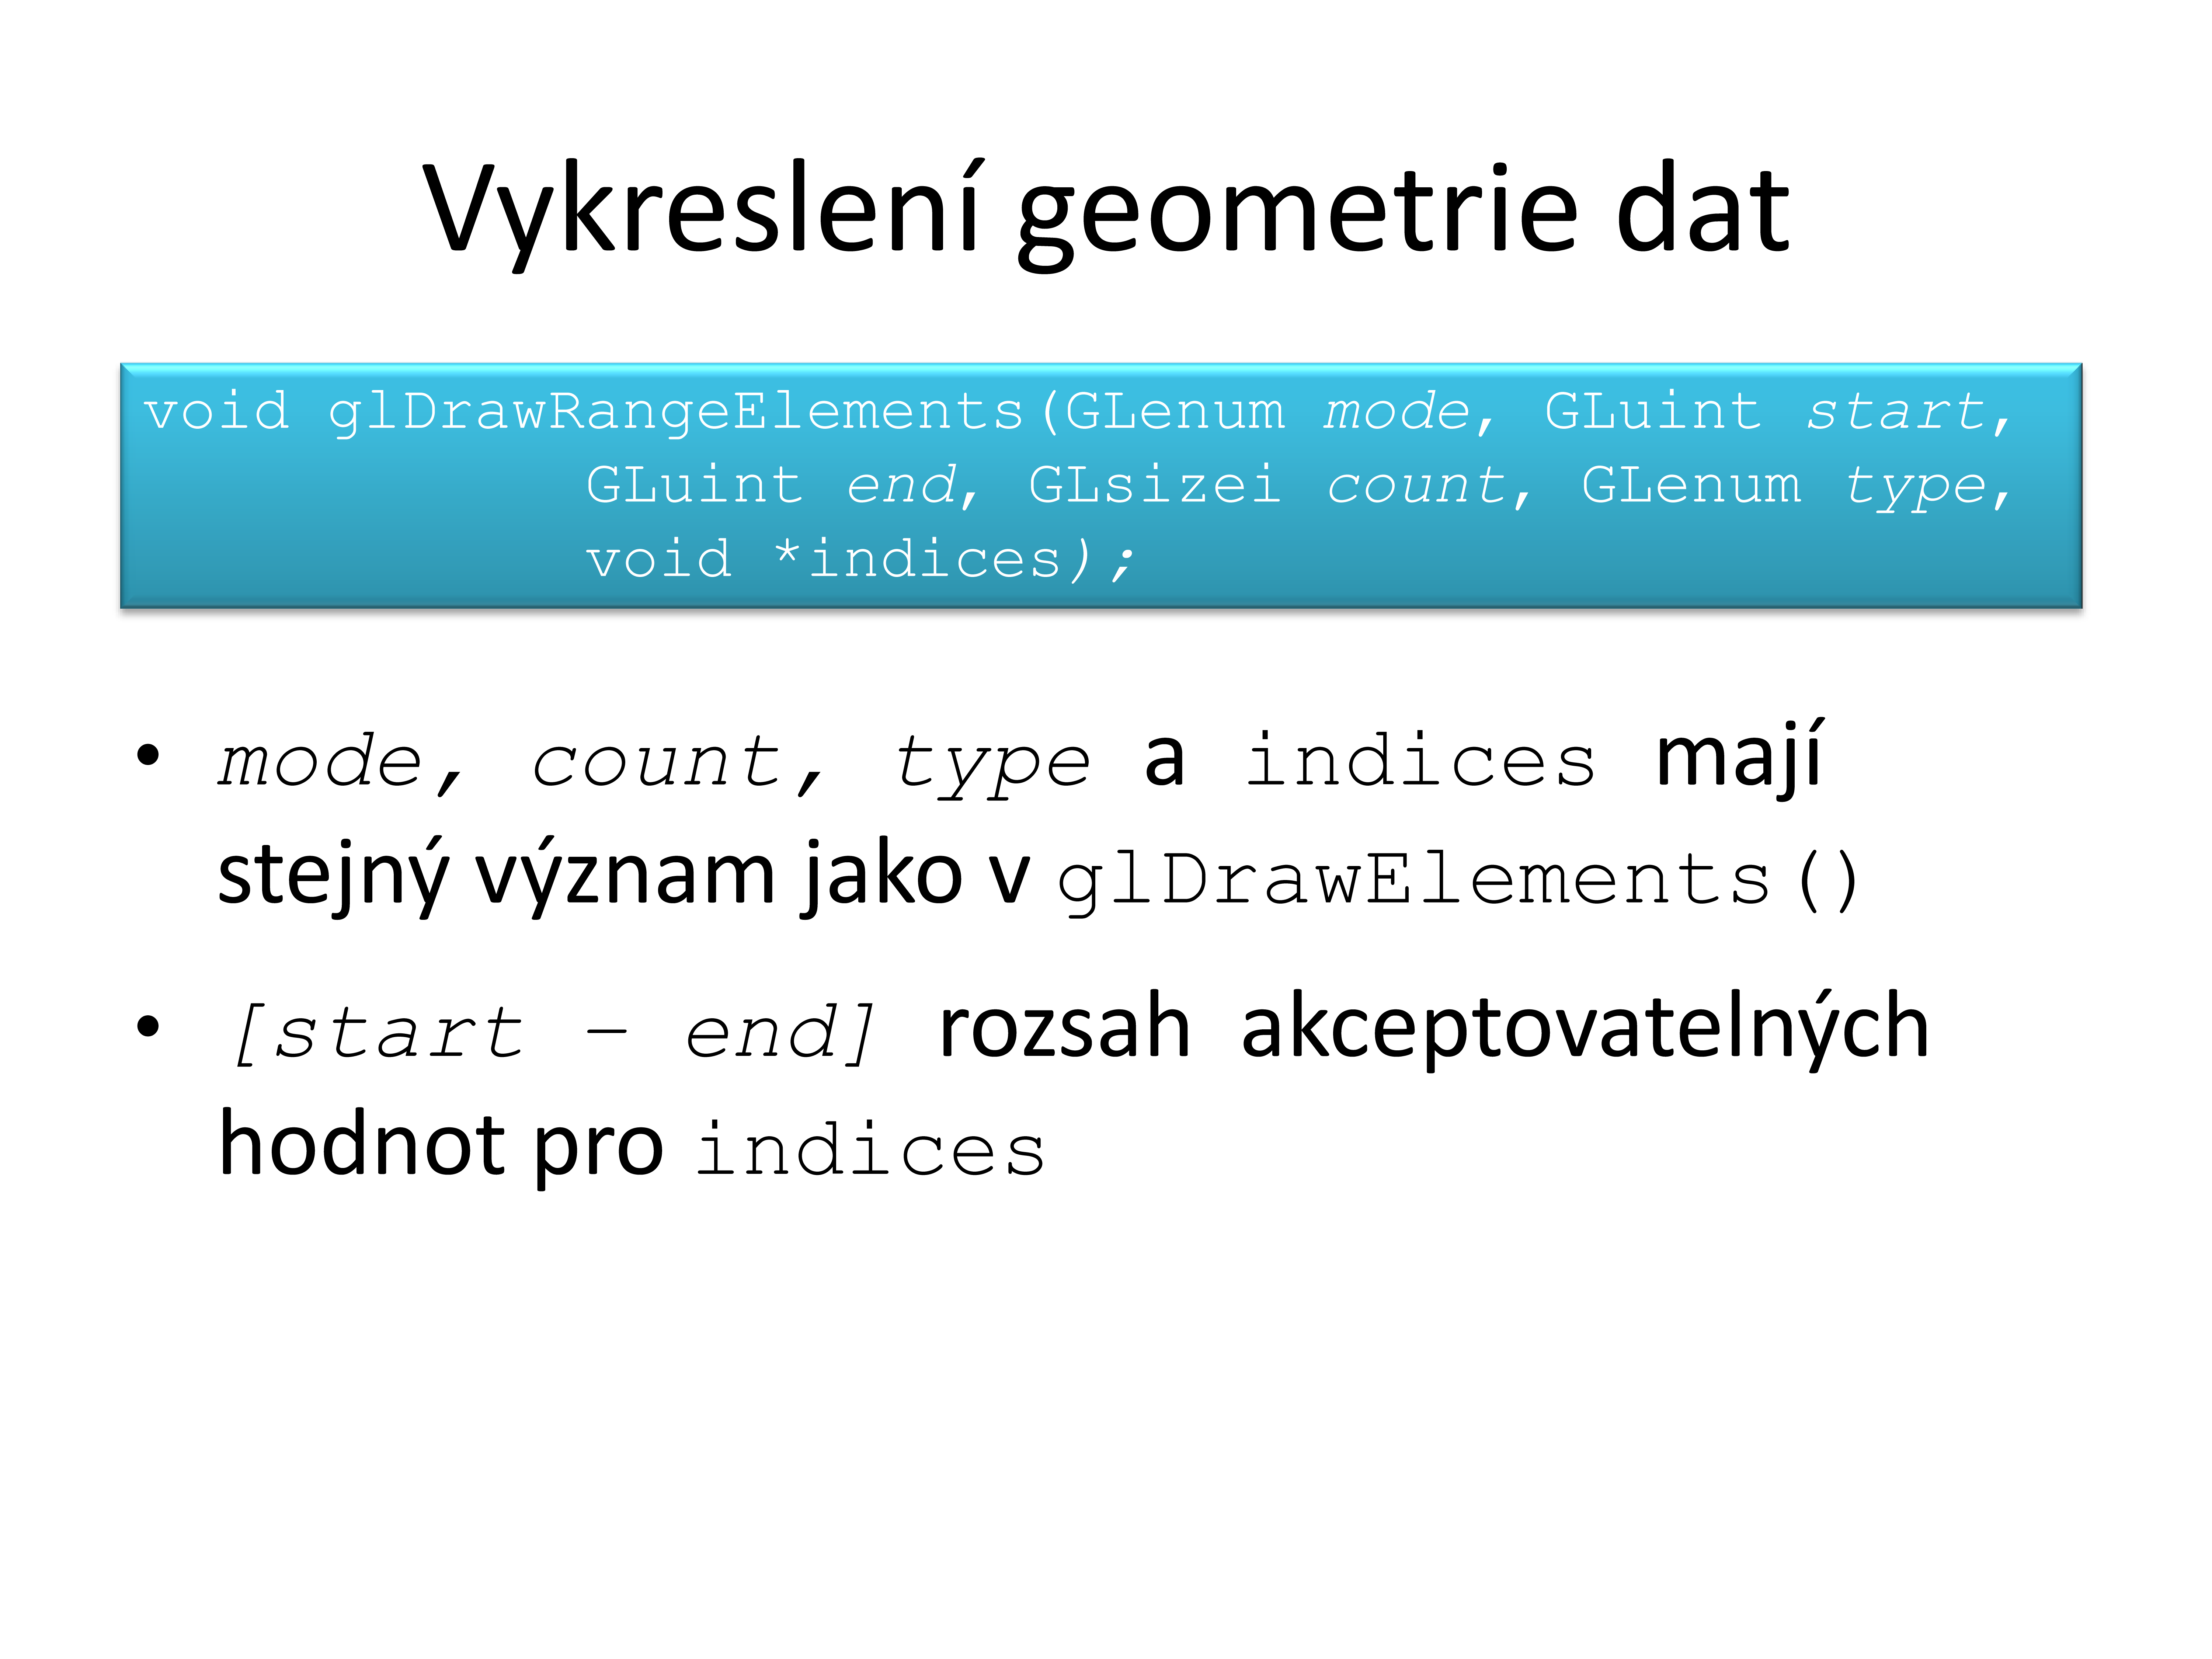 Vykreslení geometrie dat
void glDrawRangeElements(GLenum mode, GLuint start,
GLuint end, GLsizei count, GLenum type,
void *indices);
• mode, count, type a indices mají
stejný význam jako v glDrawElements()
• [start – end] rozsah akceptovatelných
hodnot pro indices